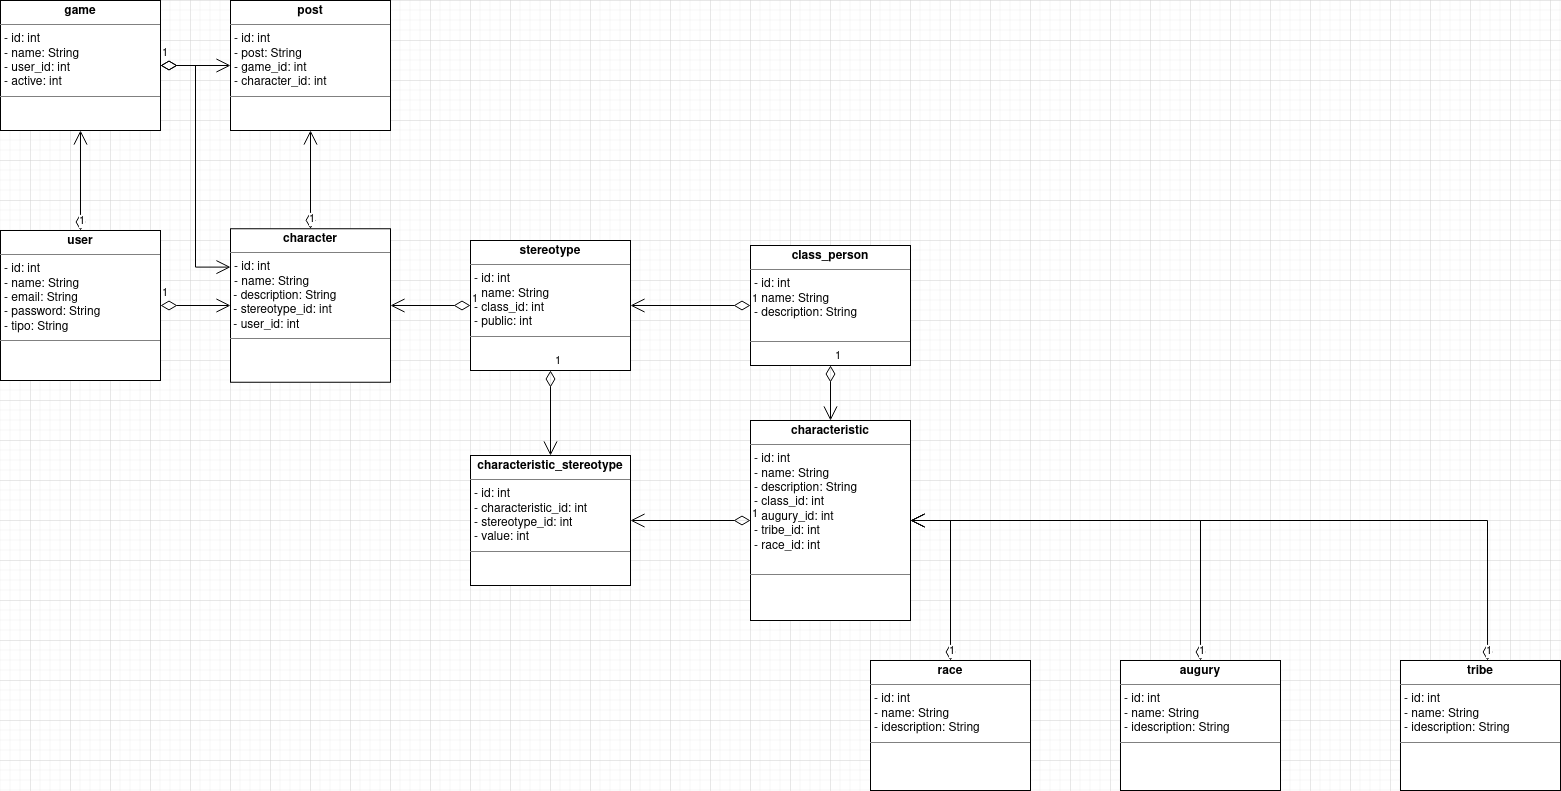 game
- id: int
- name: String
- user_id: int
- active: int
1
post
- id: int
- post: String
- game_id: int
- character_id: int
1
user
- id: int
- name: String
- email: String
- password: String
- tipo: String
1
1
character
- id: int
- name: String
- description: String
- stereotype_id: int
- user_id: int
stereotype
- id: int
1 name: String
- class_id: int
- public: int
1
class_person
- id: int
1 name: String
- description: String
1
characteristic_stereotype
- id: int
- characteristic_id: int
- stereotype_id: int
- value: int
characteristic
- id: int
- name: String
- description: String
- class_id: int
1 augury_id: int
- tribe_id: int
- race_id: int
1
race
- id: int
- name: String
- idescription: String
1
augury
- id: int
- name: String
- idescription: String
1
tribe
- id: int
- name: String
- idescription: String